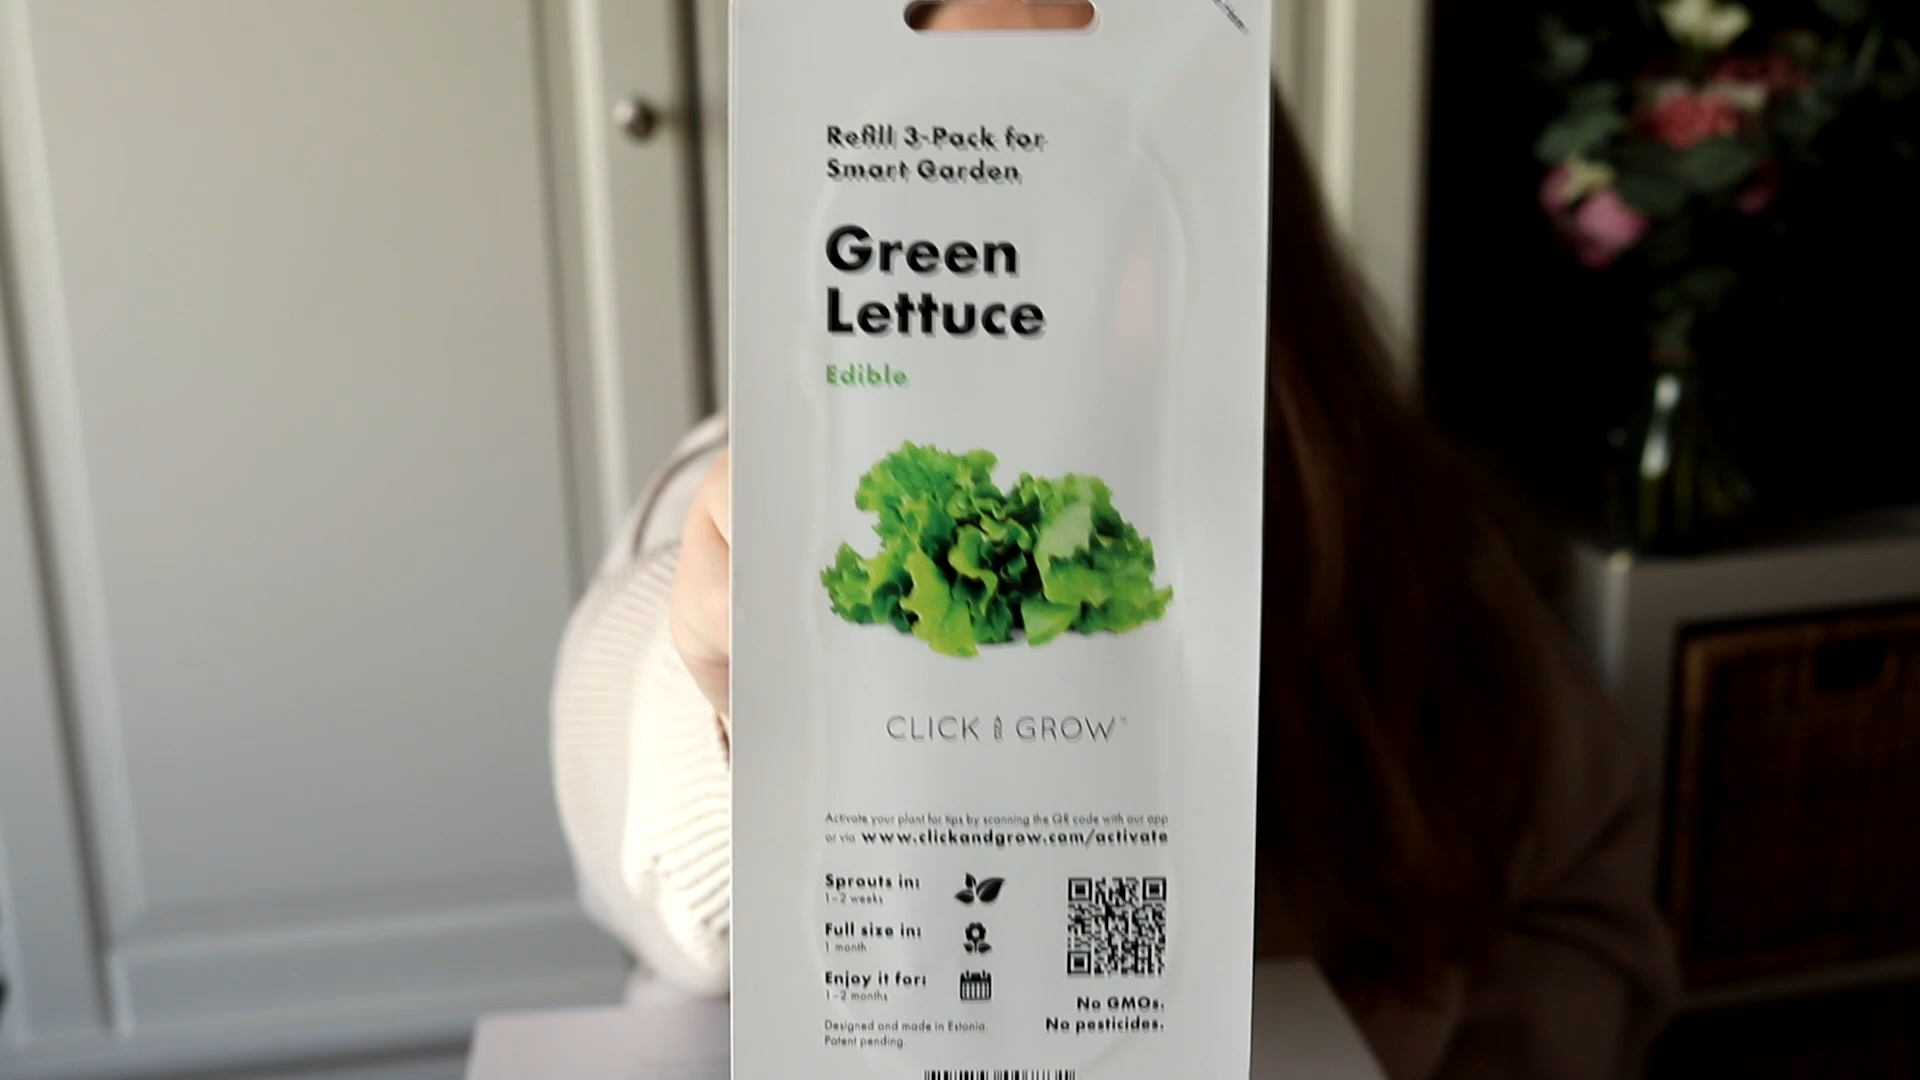 Refill 3-Pack for
Smart Garden
Green
Lettuce
Edible
CLICK & GROW™
Activate your plant for tips by scanning the QR code with our app
or via www.clickandgrow.com/activate
Sprouts in:
1-2 weeks
Full size in:
1 month
Enjoy it for:
1-2 months
No GMOs.
No pesticides.
Designed and made in Estonia.
Patent pending.